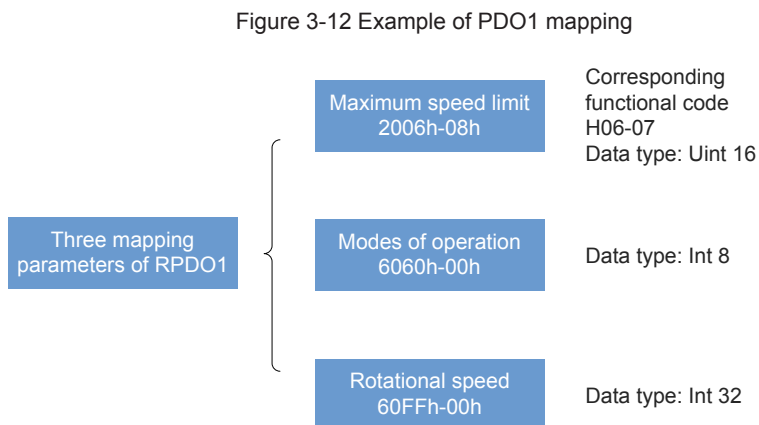 Figure 3-12 Example of PDO1 mapping
Three mapping
parameters of RPDO1
Maximum speed limit
2006h-08h
Corresponding
functional code
H06-07
Data type: Uint 16
Modes of operation
6060h-00h
Data type: Int 8
Rotational speed
60FFh-00h
Data type: Int 32